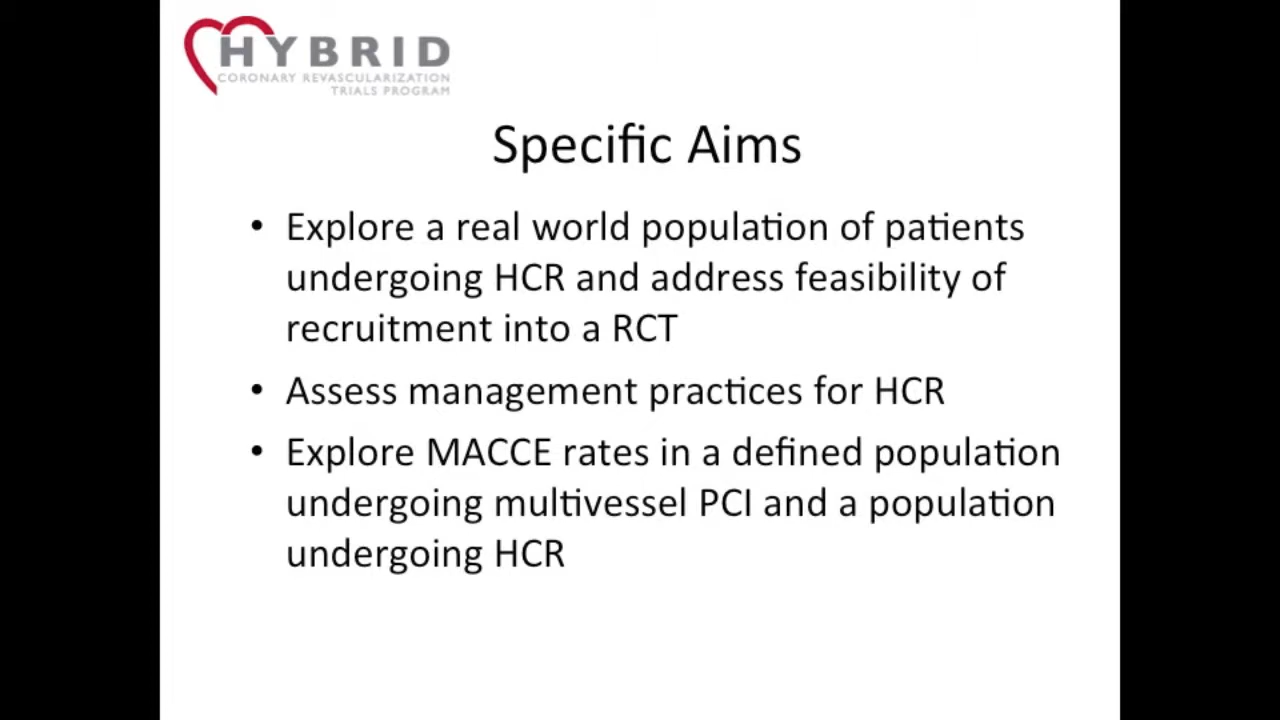 HYBRID
CORONARY REVASCULARIZATION
TRIALS PROGRAM
Specific Aims
• Explore a real world population of patients
undergoing HCR and address feasibility of
recruitment into a RCT
• Assess management practices for HCR
• Explore MACCE rates in a defined population
undergoing multivessel PCI and a population
undergoing HCR